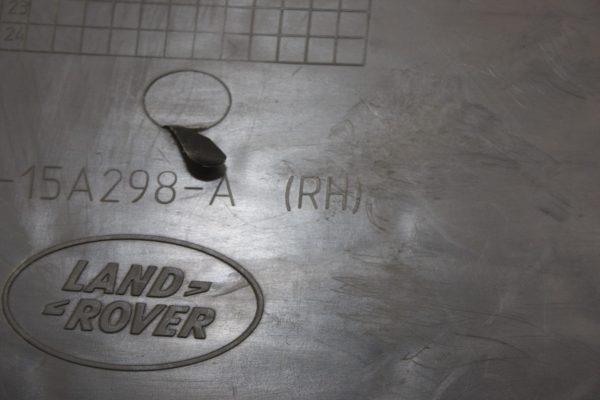 23
24
-15A298-A (RH)
LAND
ROVER